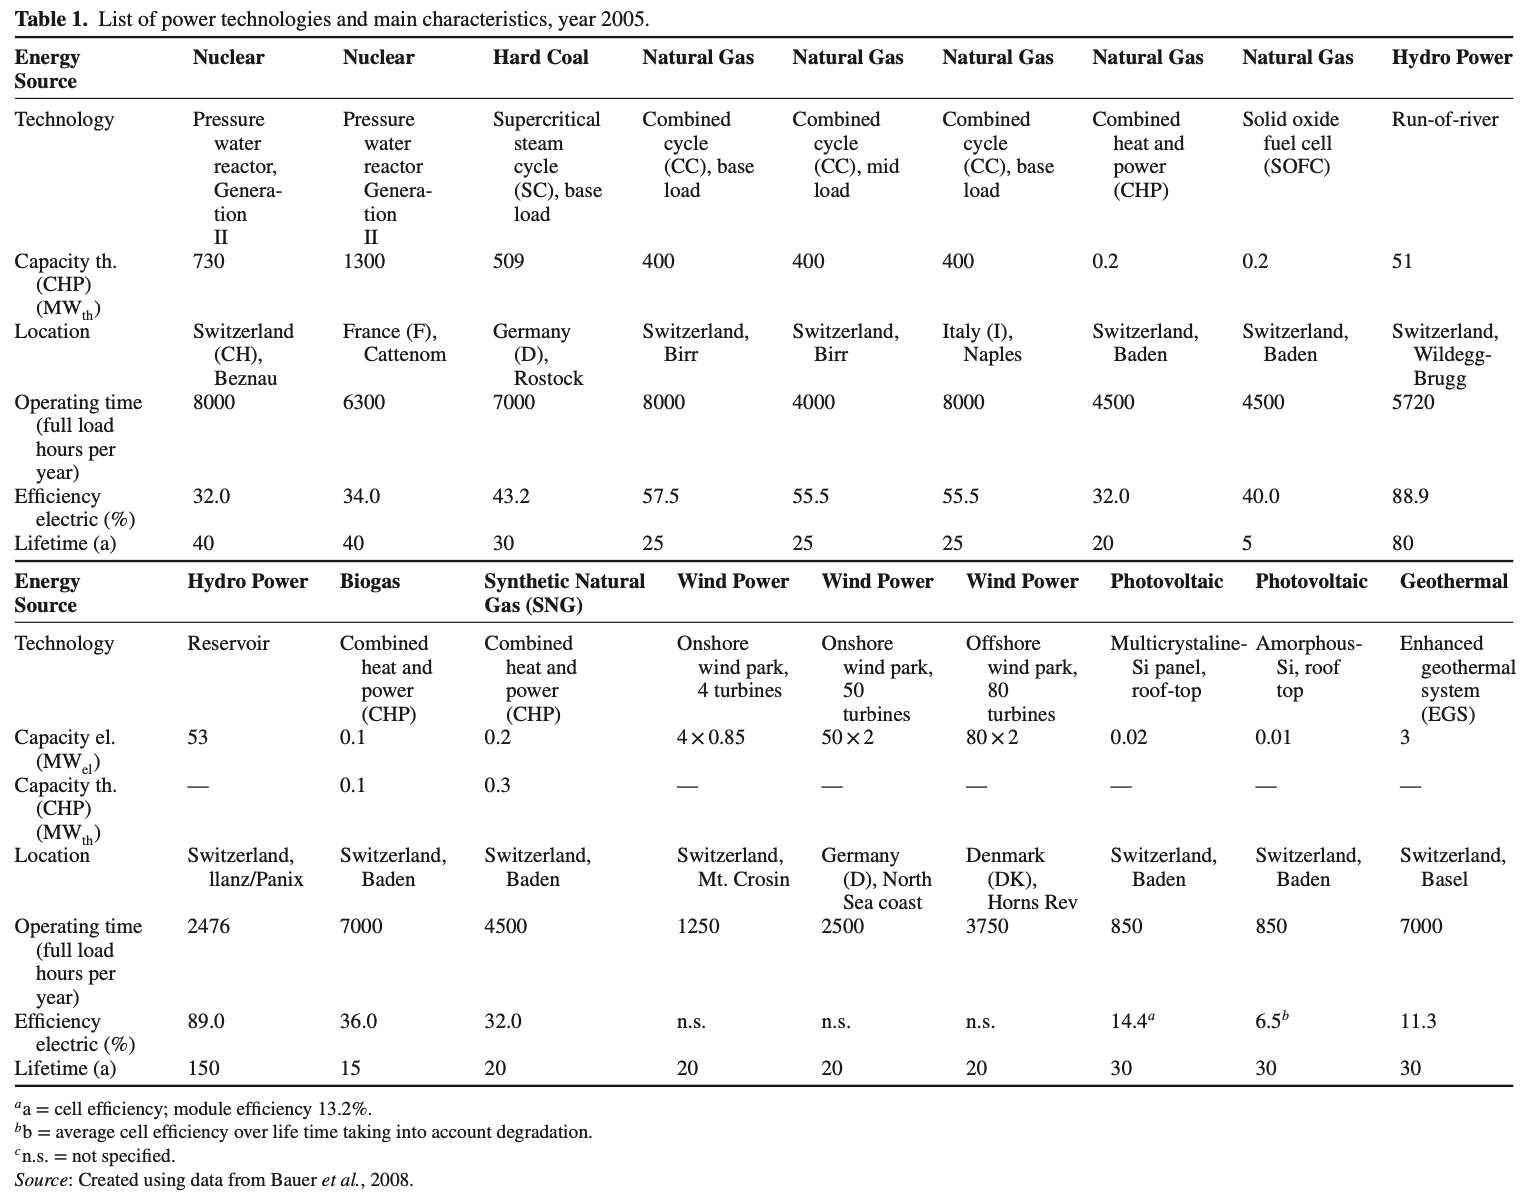 Table 1. List of power technologies and main characteristics, year 2005.
Energy Nuclear Nuclear Hard Coal Natural Gas Natural Gas Natural Gas Natural Gas Natural Gas Hydro Power
Source
Technology Pressure Pressure Supercritical Combined Combined Combined Combined Solid oxide Run-of-river
water water steam cycle cycle cycle heat and fuel cell
reactor, reactor cycle (CC), base (CC), mid (CC), base power (SOFC)
Genera- Genera- (SC), base load load load (CHP)
tion tion load
II II
Capacity th. 730 1300 509 400 400 400 0.2 0.2 51
(CHP)
(MWth)
Location Switzerland France (F), Germany Switzerland, Switzerland, Italy (I), Switzerland, Switzerland, Switzerland,
(CH), Cattenom (D), Birr Birr Naples Baden Baden Wildegg-
Beznau Rostock Brugg
Operating time 8000 6300 7000 8000 4000 8000 4500 4500 5720
(full load
hours per
year)
Efficiency 32.0 34.0 43.2 57.5 55.5 55.5 32.0 40.0 88.9
electric (%)
Lifetime (a) 40 40 30 25 25 25 20 5 80
Energy Hydro Power Biogas Synthetic Natural Wind Power Wind Power Wind Power Photovoltaic Photovoltaic Geothermal
Source Gas (SNG)
Technology Reservoir Combined Combined Onshore Onshore Offshore Multicrystaline- Amorphous- Enhanced
heat and heat and wind park, wind park, wind park, Si panel, Si, roof geothermal
power power 4 turbines 50 80 roof-top top system
(CHP) (CHP) turbines turbines (EGS)
Capacity el. 53 0.1 0.2 4 × 0.85 50 × 2 80 × 2 0.02 0.01 3
(MWel)
Capacity th. — 0.1 0.3 — — — — — —
(CHP)
(MWth)
Location Switzerland, Switzerland, Switzerland, Switzerland, Germany Denmark Switzerland, Switzerland, Switzerland,
llanz/Panix Baden Baden Mt. Crosin (D), North (DK), Baden Baden Basel
Sea coast Horns Rev
Operating time 2476 7000 4500 1250 2500 3750 850 850 7000
(full load
hours per
year)
Efficiency 89.0 36.0 32.0 n.s. n.s. n.s. 14.4a 6.5b 11.3
electric (%)
Lifetime (a) 150 15 20 20 20 20 30 30 30
aa = cell efficiency; module efficiency 13.2%.
bb = average cell efficiency over life time taking into account degradation.
cn.s. = not specified.
Source: Created using data from Bauer et al., 2008.